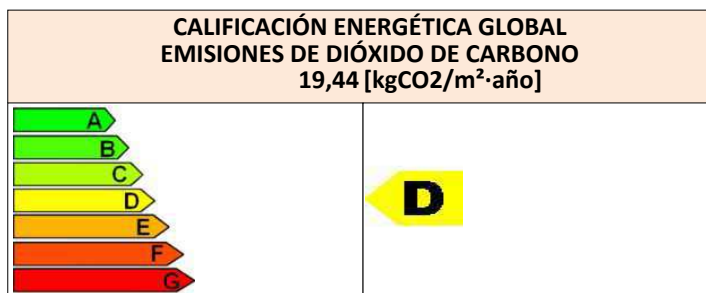 CALIFICACIÓN ENERGÉTICA GLOBAL
EMISIONES DE DIÓXIDO DE CARBONO
19,44 [kgCO2/m²·año]
A
B
C
D
D
E
F
G